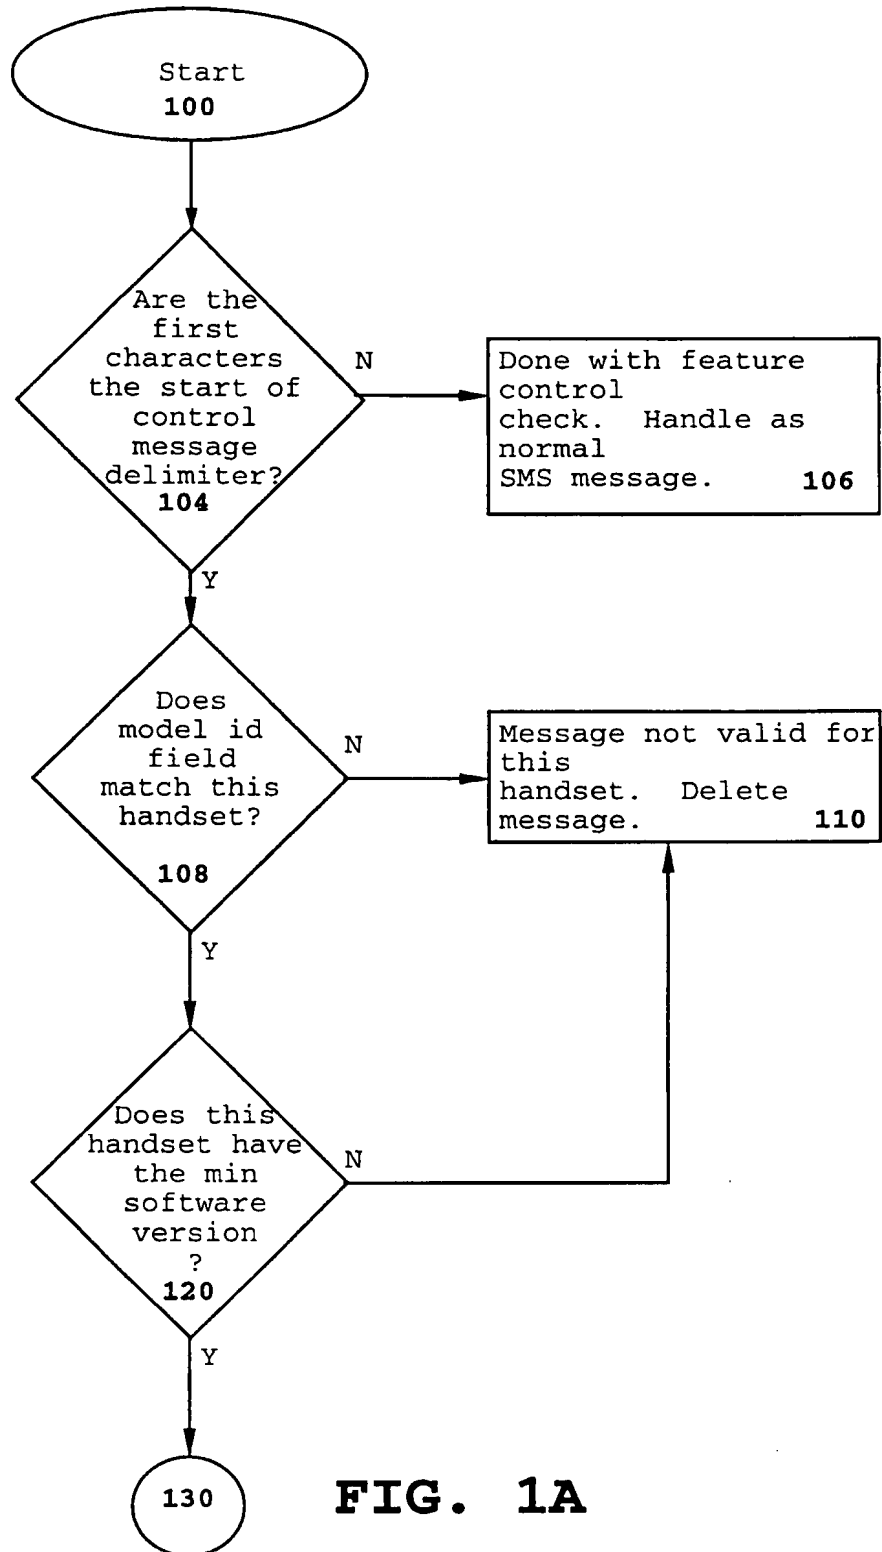 Start
100
Are the
first
characters
the start of
control
message
delimiter?
104
N
Done with feature
control
check. Handle as
normal
SMS message. 106
Y
Does
model id
field
match this
handset?
108
N
Message not valid for
this
handset. Delete
message. 110
Y
Does this
handset have
the min
software
version
?
120
N
Y
130
FIG. 1A